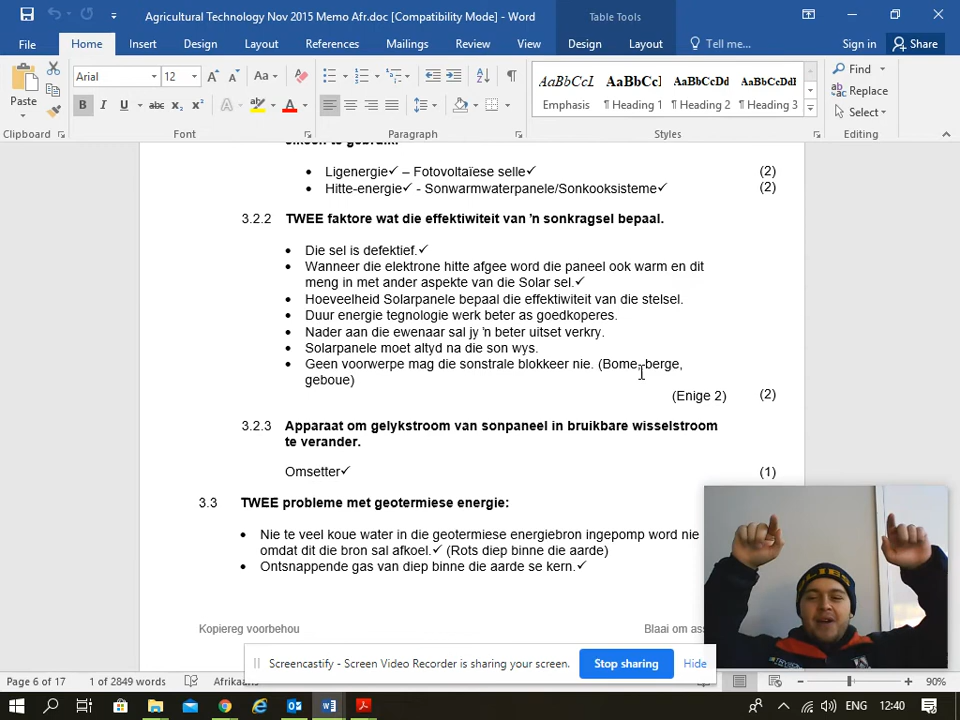 Agricultural Technology Nov 2015 Memo Afr.doc [Compatibility Mode] - Word
Table Tools
File Home Insert Design Layout References Mailings Review View Design Layout Tell me... Sign in Share
Paste
Arial 12
Aa
B I U abc x₂ x² A A
AaBbCcL AaBbCcI AaBbCcDd AaBbCcDdI
Emphasis ¶ Heading 1 ¶ Heading 2 ¶ Heading 3
Find
Replace
Select
Clipboard Font Paragraph Styles Editing
• Ligenergie✓ – Fotovoltaïese selle✓ (2)
• Hitte-energie✓ - Sonwarmwaterpanele/Sonkooksisteme✓ (2)
3.2.2 TWEE faktore wat die effektiwiteit van 'n sonkragsel bepaal.
• Die sel is defektief.✓
• Wanneer die elektrone hitte afgee word die paneel ook warm en dit
meng in met ander aspekte van die Solar sel.✓
• Hoeveelheid Solarpanele bepaal die effektiwiteit van die stelsel.
• Duur energie tegnologie werk beter as goedkoperes.
• Nader aan die ewenaar sal jy 'n beter uitset verkry.
• Solarpanele moet altyd na die son wys.
• Geen voorwerpe mag die sonstrale blokkeer nie. (Bome, berge,
geboue)
(Enige 2) (2)
3.2.3 Apparaat om gelykstroom van sonpaneel in bruikbare wisselstroom
te verander.
Omsetter✓ (1)
3.3 TWEE probleme met geotermiese energie:
• Nie te veel koue water in die geotermiese energiebron ingepomp word nie
omdat dit die bron sal afkoel.✓ (Rots diep binne die aarde)
• Ontsnappende gas van diep binne die aarde se kern.✓
Kopiereg voorbehou Blaai om
Screencastify - Screen Video Recorder is sharing your screen. Stop sharing Hide
Page 6 of 17 1 of 2849 words Afrikaans 90%
ENG 12:40